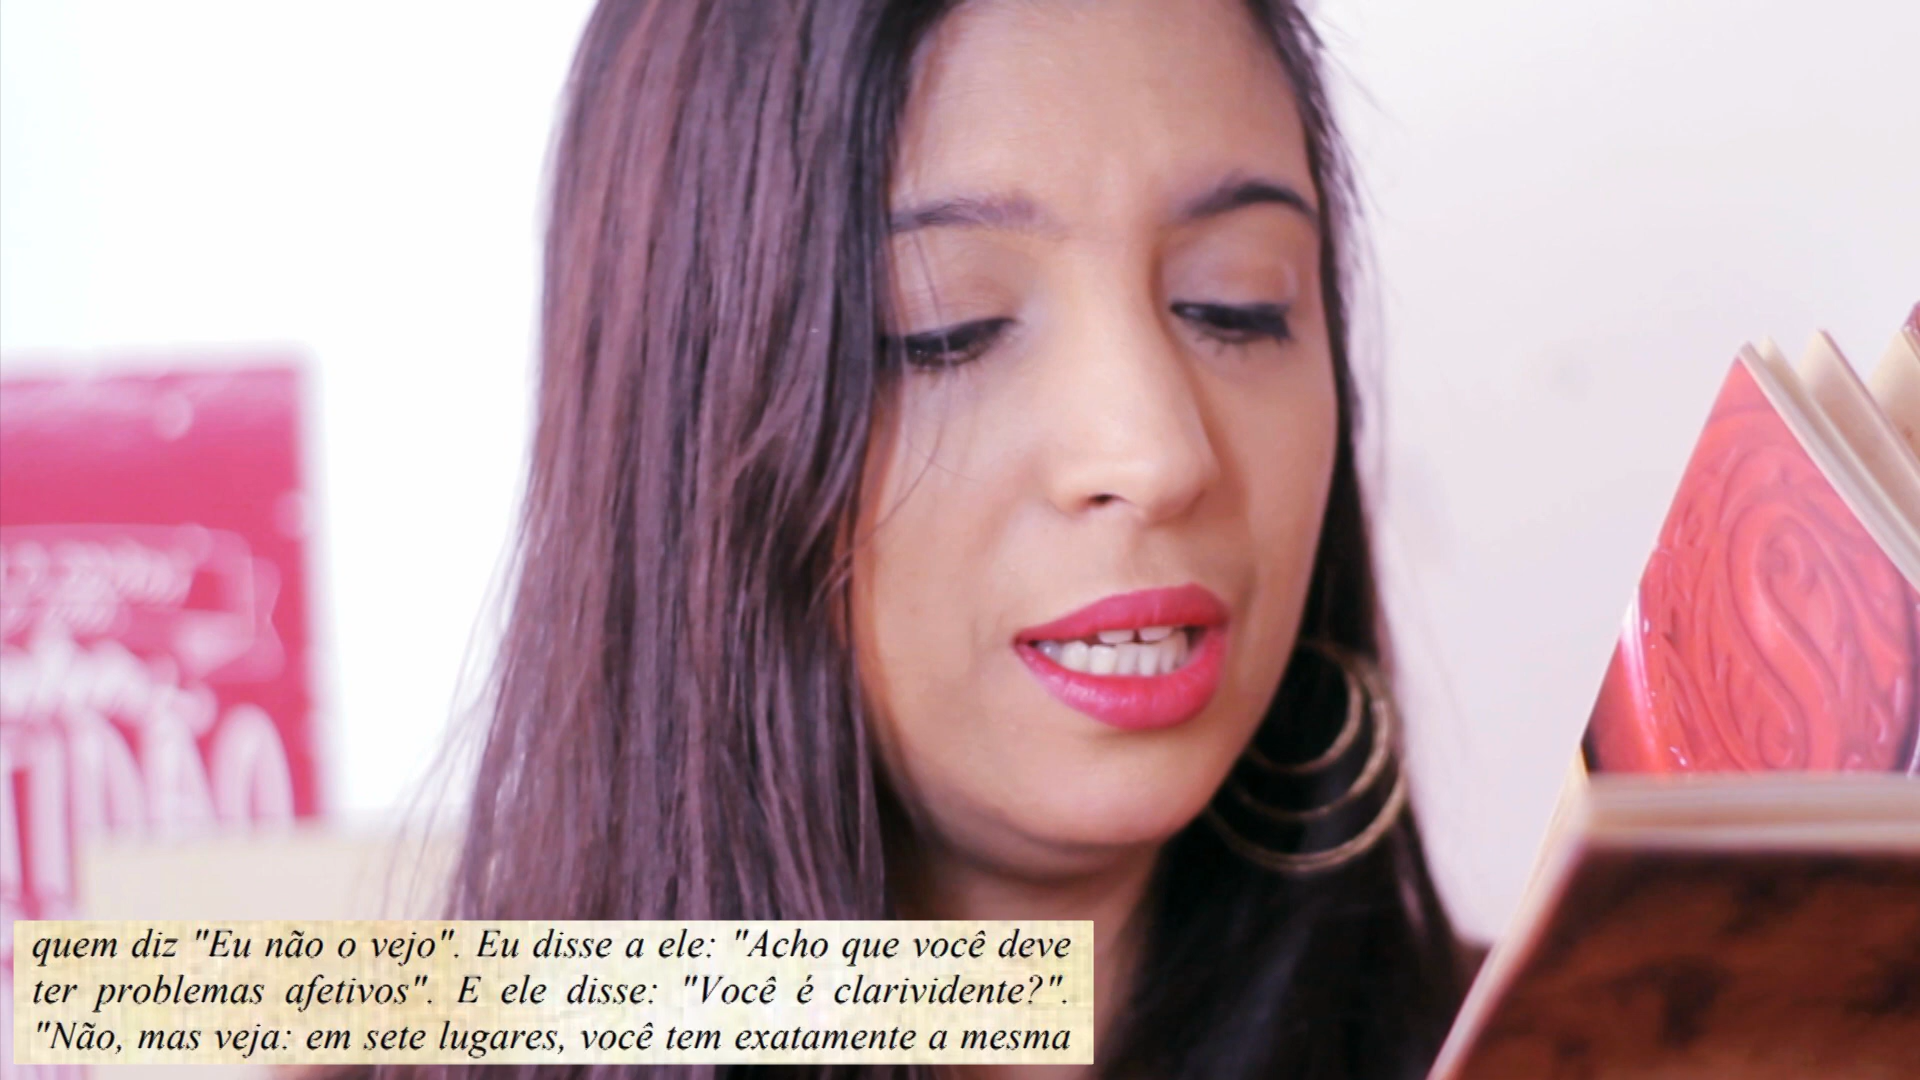 quem diz "Eu não o vejo". Eu disse a ele: "Acho que você deve
ter problemas afetivos". E ele disse: "Você é clarividente?".
"Não, mas veja: em sete lugares, você tem exatamente a mesma